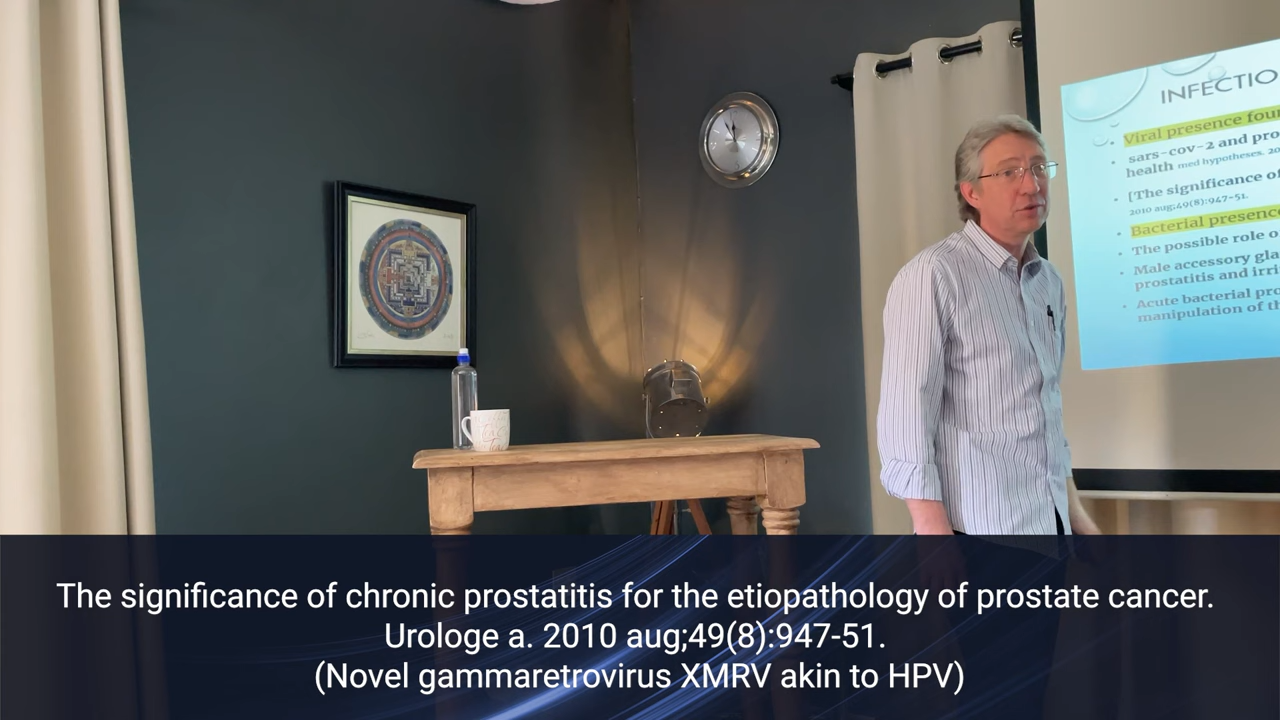 INFECTIO
Viral presence four
sars-cov-2 and pro
health med hypotheses. 20
[The significance of
2010 aug;49(8):947-51.
Bacterial presence
The possible role o
Male accessory gla
prostatitis and irri
Acute bacterial pro
manipulation of th
The significance of chronic prostatitis for the etiopathology of prostate cancer.
Urologe a. 2010 aug;49(8):947-51.
(Novel gammaretrovirus XMRV akin to HPV)